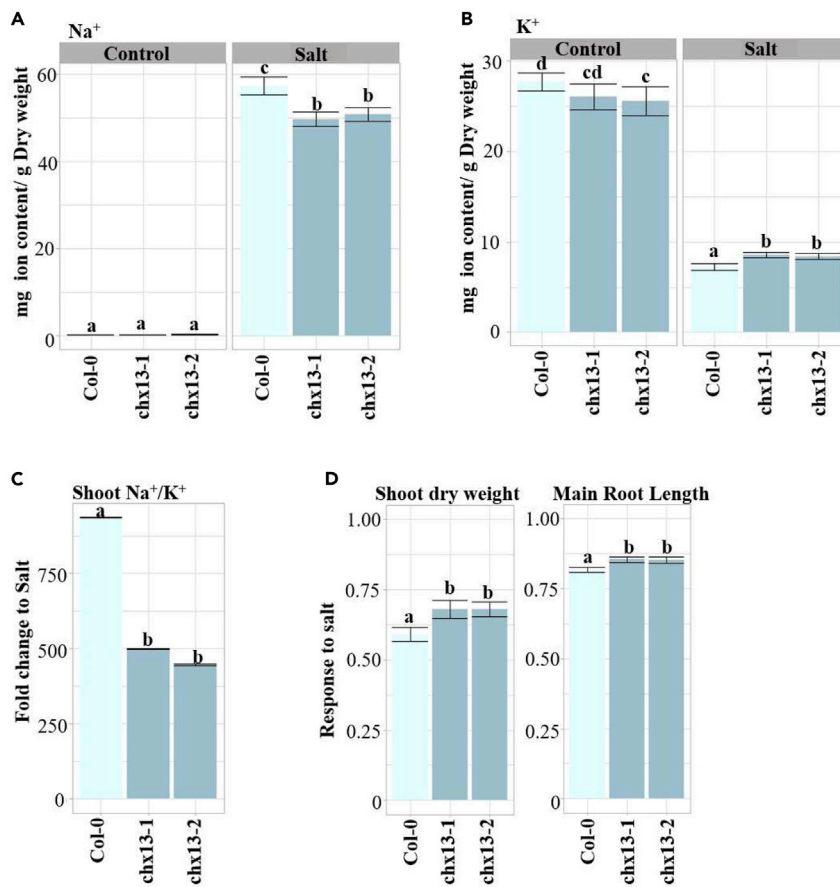 A
Na⁺
Control
Salt
mg ion content/ g Dry weight
60
40
20
0
c
b
b
a
a
a
Col-0
chx13-1
chx13-2
Col-0
chx13-1
chx13-2
B
K⁺
Control
Salt
mg ion content/ g Dry weight
30
20
10
0
d
cd
c
a
b
b
Col-0
chx13-1
chx13-2
Col-0
chx13-1
chx13-2
C
Shoot Na⁺/K⁺
Fold change to Salt
750
500
250
0
a
b
b
Col-0
chx13-1
chx13-2
D
Shoot dry weight
Response to salt
1.00
0.75
0.50
0.25
0
a
b
b
Col-0
chx13-1
chx13-2
Main Root Length
1.00
0.75
0.50
0.25
0
a
b
b
Col-0
chx13-1
chx13-2